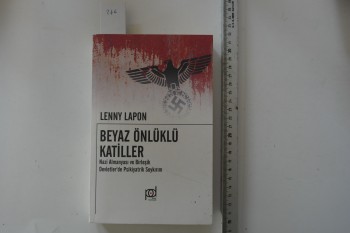 LENNY LAPON
BEYAZ ÖNLÜKLÜ
KATİLLER
Nazi Almanyası ve Birleşik
Devletler'de Psikiyatrik Soykırım